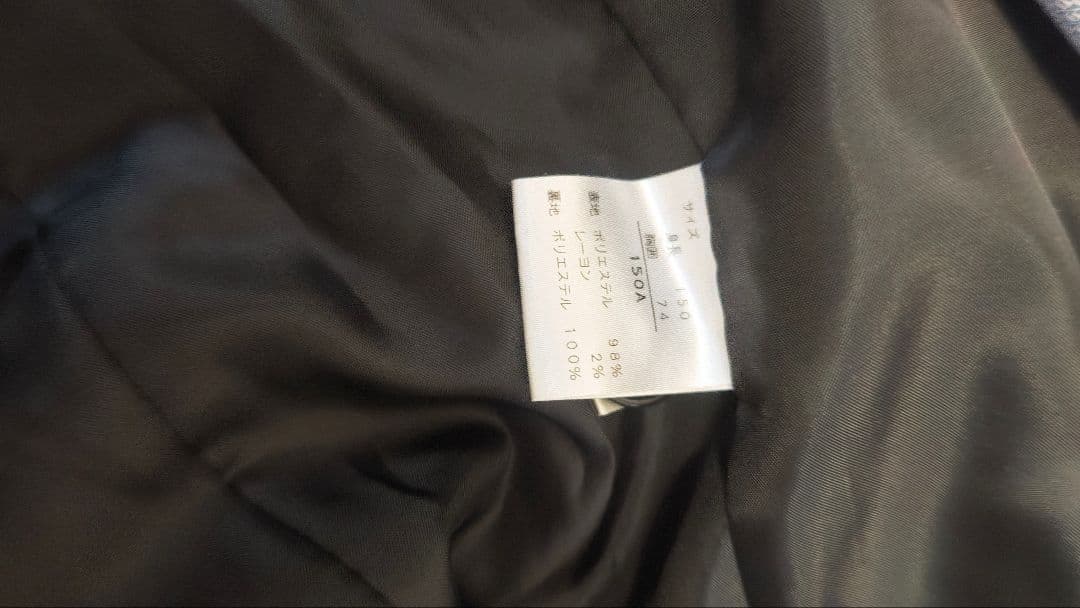 サイズ
身長 150
胸囲 74
150A
表地 ポリエステル 98%
レーヨン 2%
裏地 ポリエステル 100%